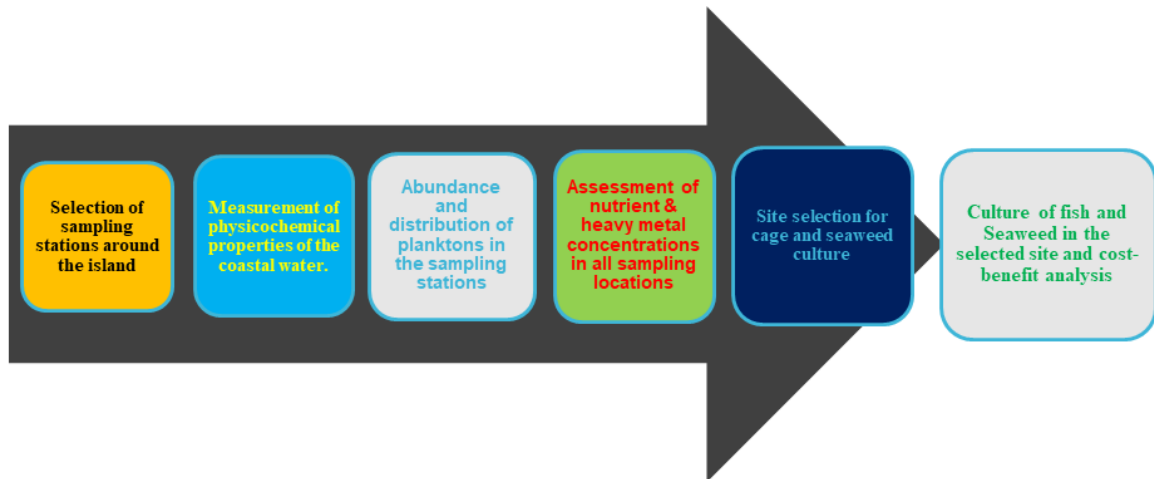 Selection of
sampling
stations around
the island
Measurement of
physicochemical
properties of the
coastal water.
Abundance
and
distribution of
planktons in
the sampling
stations
Assessment of
nutrient &
heavy metal
concentrations
in all sampling
locations
Site selection for
cage and seaweed
culture
Culture of fish and
Seaweed in the
selected site and cost-
benefit analysis